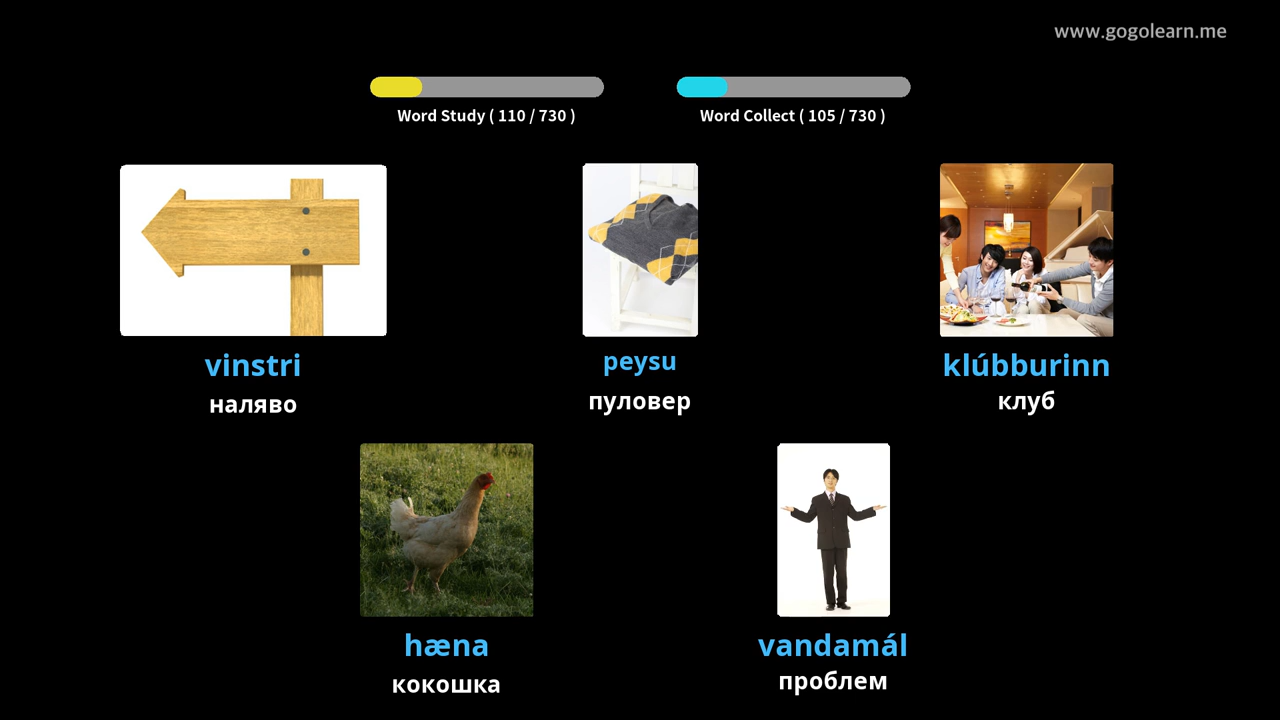 www.gogolearn.me
Word Study ( 110 / 730 )
Word Collect ( 105 / 730 )
vinstri
наляво
peysu
пуловер
klúbburinn
клуб
hæna
кокошка
vandamál
проблем